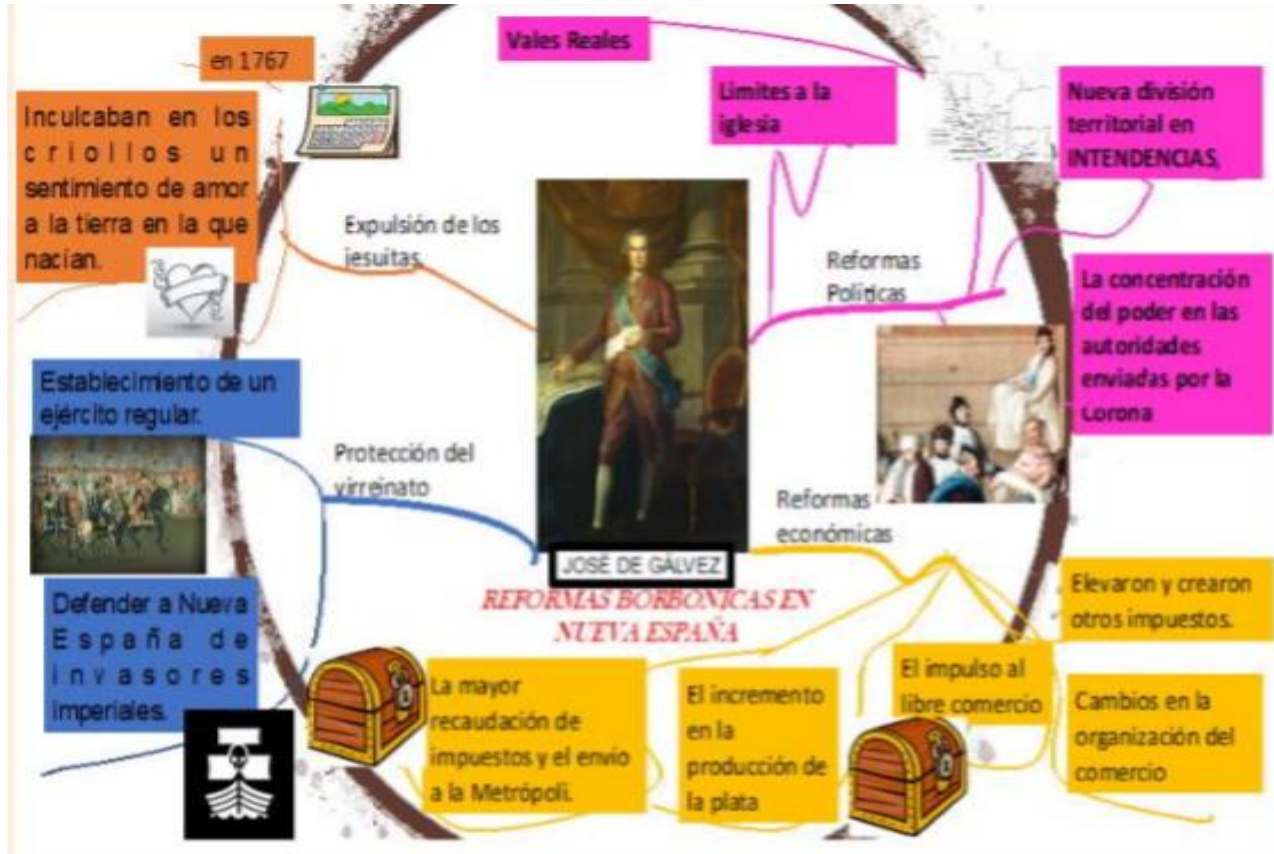 en 1767
Inculcaban en los
criollos un
sentimiento de amor
a la tierra en la que
nacían.
Expulsión de los
jesuitas.
Establecimiento de un
ejército regular.
Protección del
virreinato
Defender a Nueva
España de
invasores
imperiales.
Vales Reales
Limites a la
iglesia
Nueva división
territorial en
INTENDENCIAS,
Reformas
Políticas
La concentración
del poder en las
autoridades
enviadas por la
Corona
Reformas
económicas
JOSÉ DE GÁLVEZ
REFORMAS BORBÓNICAS EN
NUEVA ESPAÑA
Elevaron y crearon
otros impuestos.
El impulso al
libre comercio
Cambios en la
organización del
comercio
El incremento
en la
producción de
la plata
La mayor
recaudación de
impuestos y el envío
a la Metrópoli.